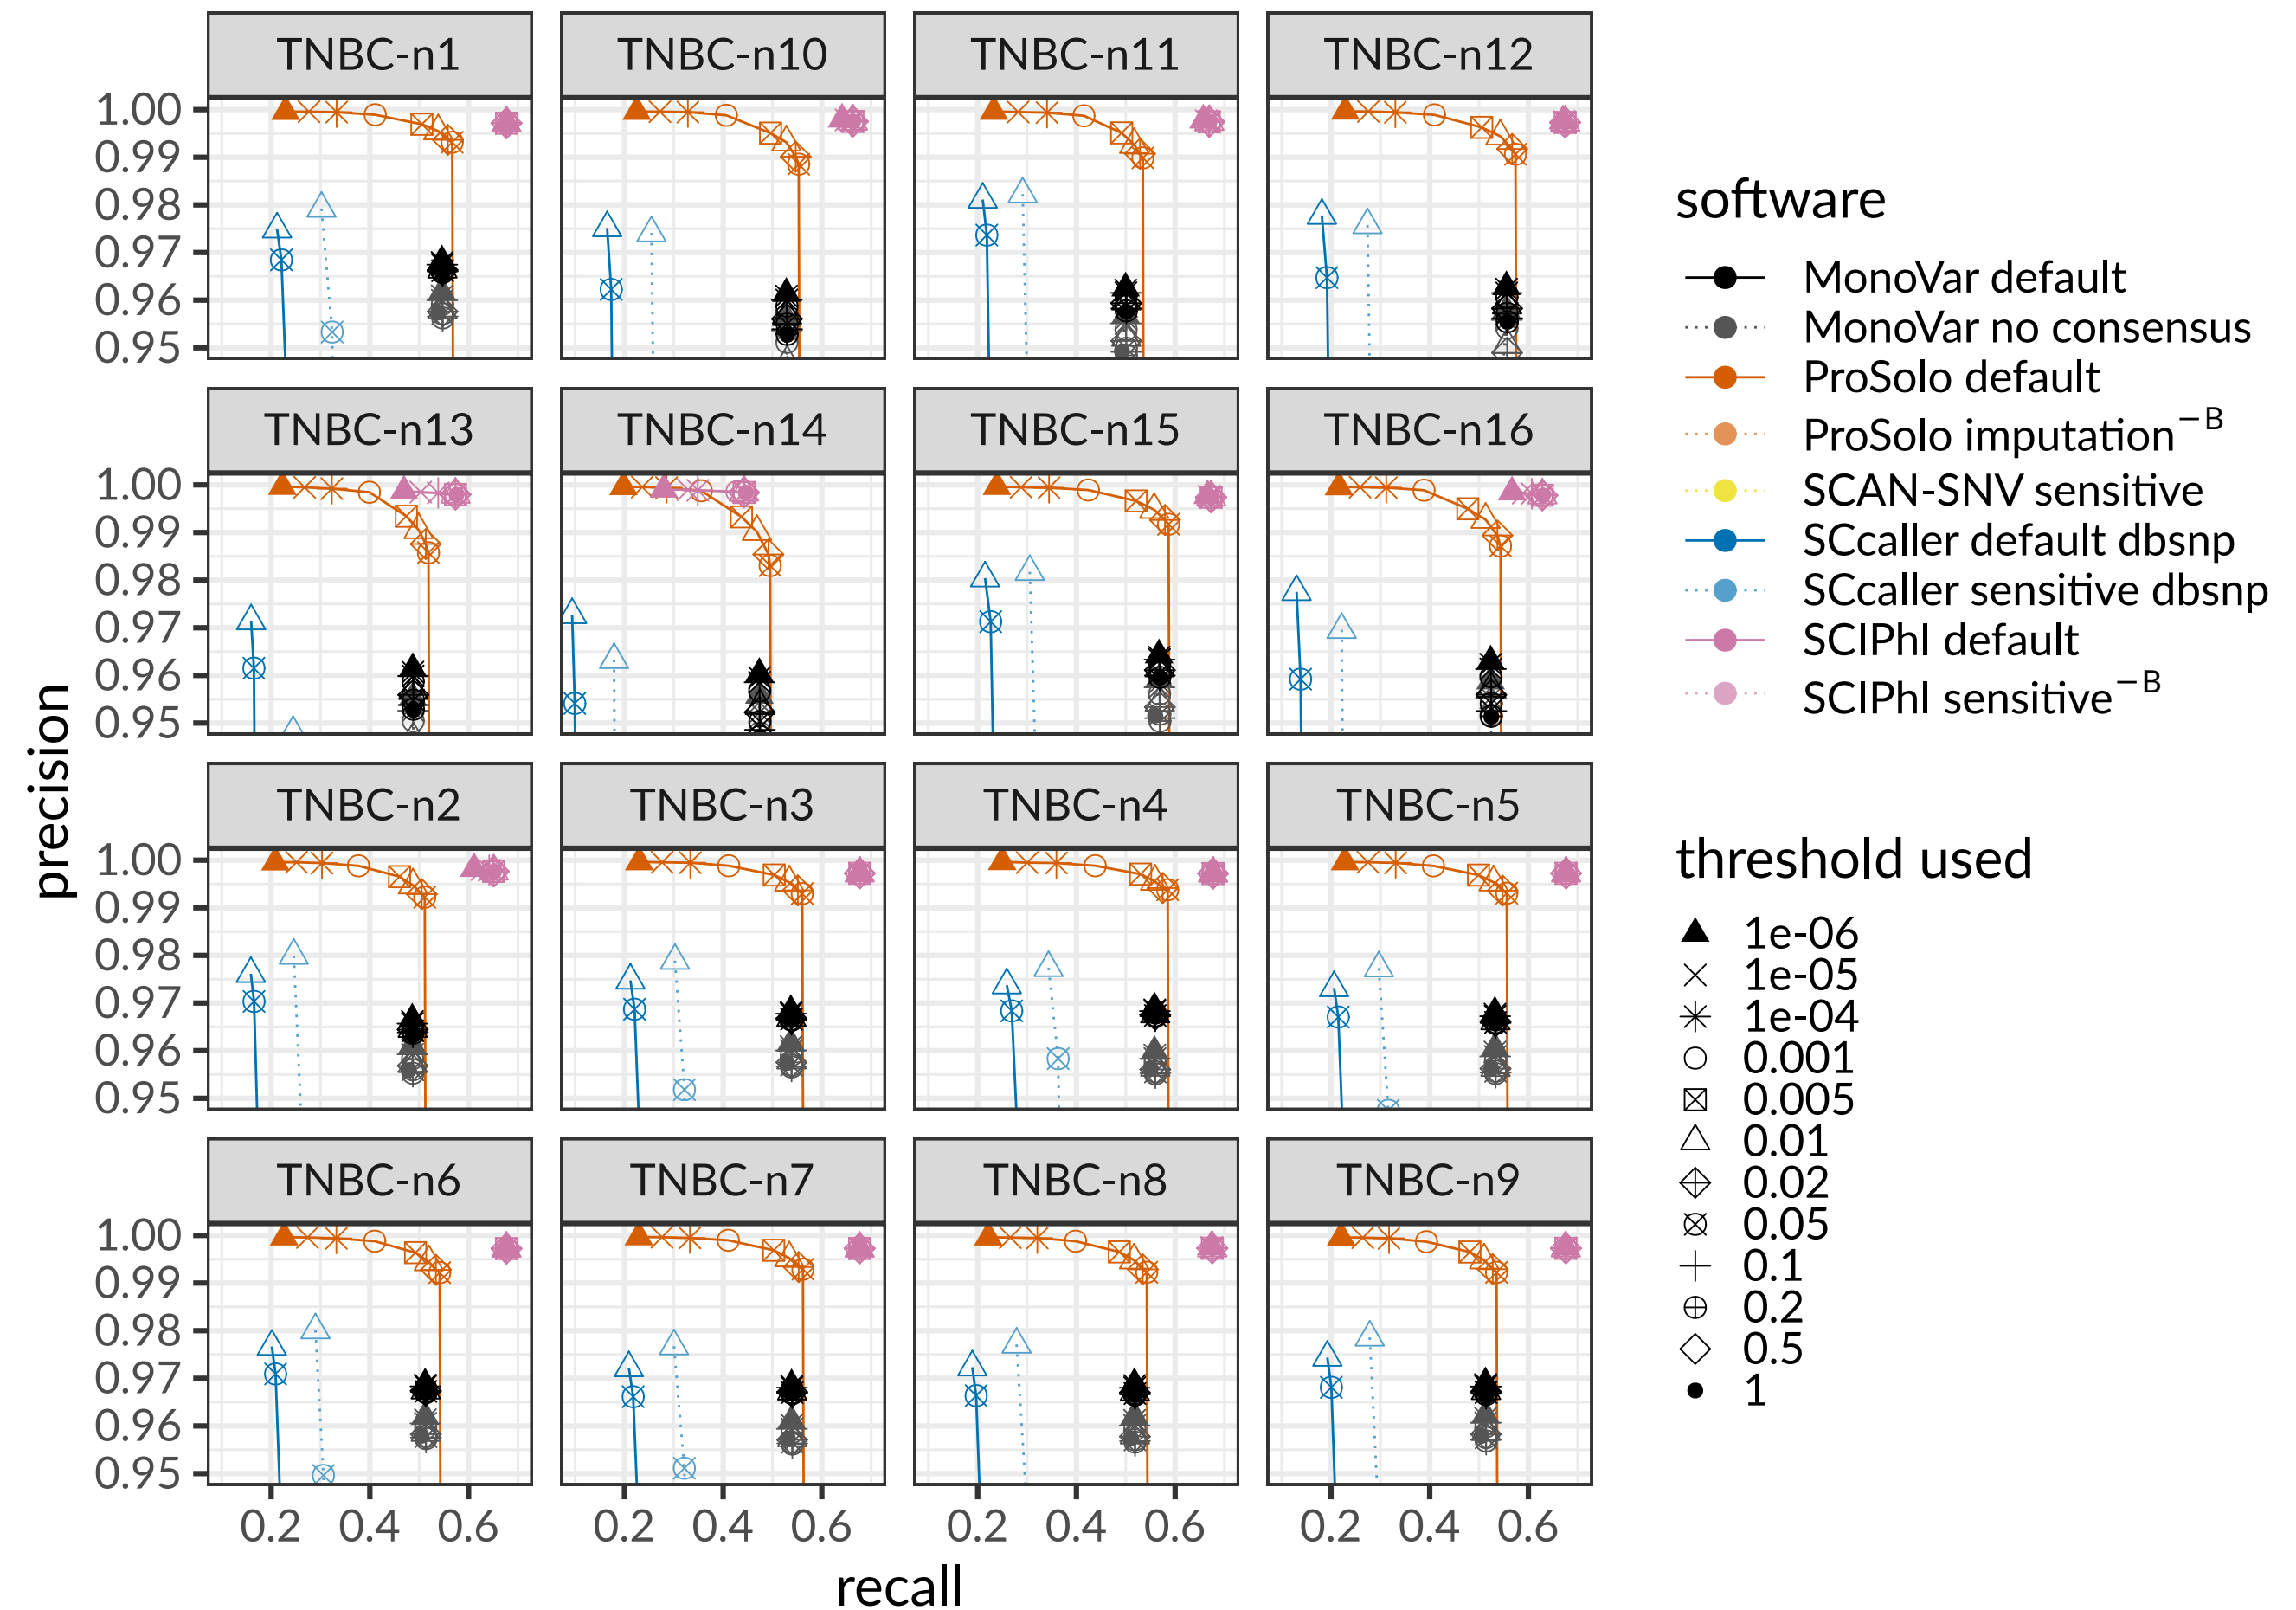 TNBC-n1 TNBC-n10 TNBC-n11 TNBC-n12
1.00
0.99
0.98
0.97
0.96
0.95
TNBC-n13 TNBC-n14 TNBC-n15 TNBC-n16
1.00
0.99
0.98
0.97
0.96
0.95
TNBC-n2 TNBC-n3 TNBC-n4 TNBC-n5
1.00
0.99
0.98
0.97
0.96
0.95
TNBC-n6 TNBC-n7 TNBC-n8 TNBC-n9
1.00
0.99
0.98
0.97
0.96
0.95
0.2 0.4 0.6 0.2 0.4 0.6 0.2 0.4 0.6 0.2 0.4 0.6
recall
precision
software
MonoVar default
MonoVar no consensus
ProSolo default
ProSolo imputation⁻ᴮ
SCAN-SNV sensitive
SCcaller default dbsnp
SCcaller sensitive dbsnp
SCIPhI default
SCIPhI sensitive⁻ᴮ
threshold used
1e-06
1e-05
1e-04
0.001
0.005
0.01
0.02
0.05
0.1
0.2
0.5
1